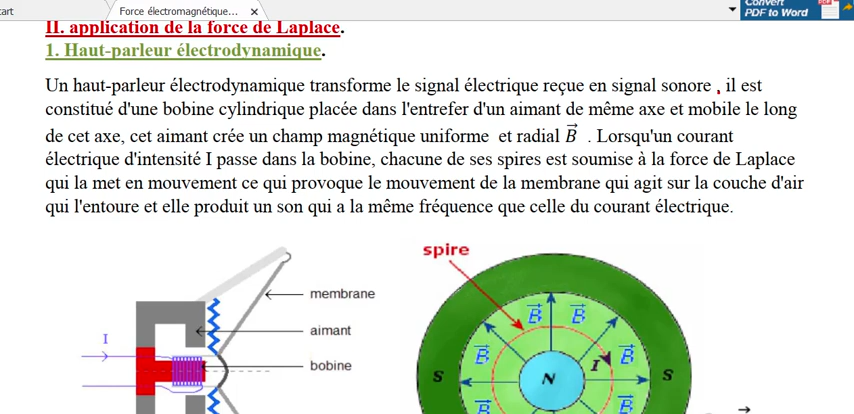 art
Force électromagnétique...
Convert
PDF to Word
II. application de la force de Laplace.
1. Haut-parleur électrodynamique.
Un haut-parleur électrodynamique transforme le signal électrique reçue en signal sonore , il est
constitué d'une bobine cylindrique placée dans l'entrefer d'un aimant de même axe et mobile le long
de cet axe, cet aimant crée un champ magnétique uniforme et radial B⃗ . Lorsqu'un courant
électrique d'intensité I passe dans la bobine, chacune de ses spires est soumise à la force de Laplace
qui la met en mouvement ce qui provoque le mouvement de la membrane qui agit sur la couche d'air
qui l'entoure et elle produit un son qui a la même fréquence que celle du courant électrique.
membrane
aimant
bobine
I
spire
B⃗ B⃗
B⃗ I B⃗
S N S
B⃗ B⃗